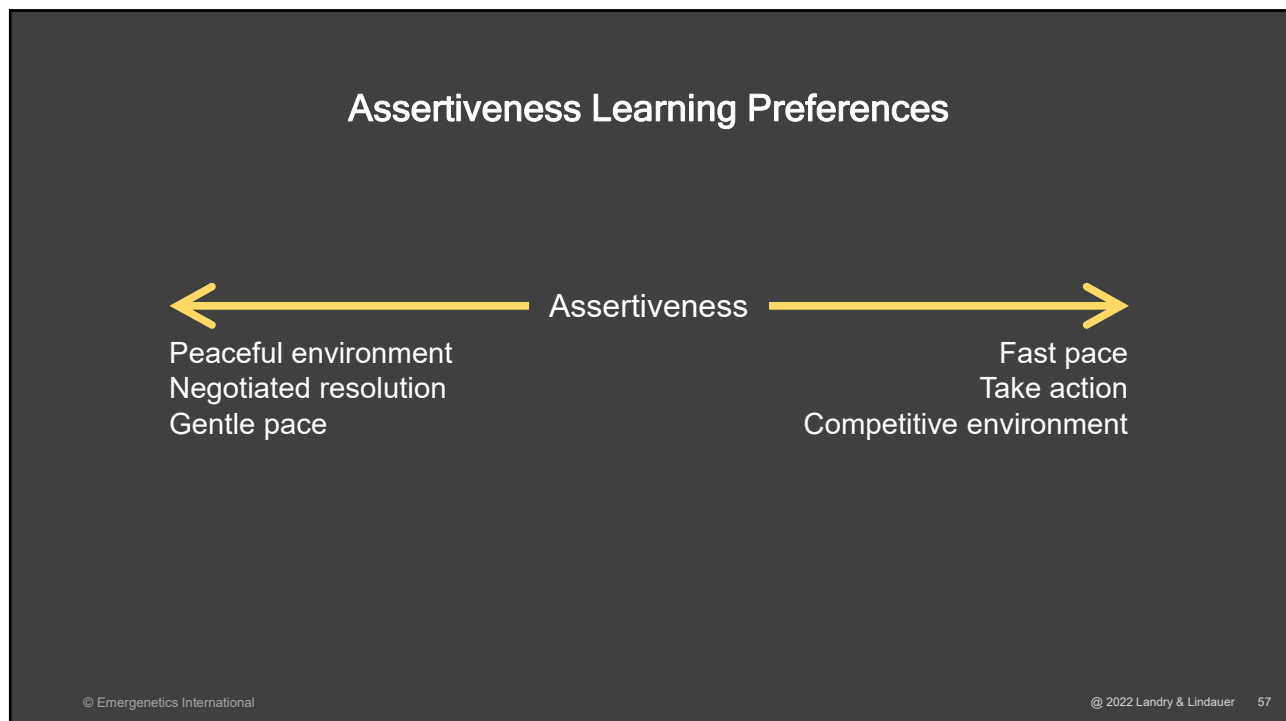 Assertiveness Learning Preferences
Assertiveness
Peaceful environment
Negotiated resolution
Gentle pace
Fast pace
Take action
Competitive environment
© Emergenetics International
@ 2022 Landry & Lindauer 57